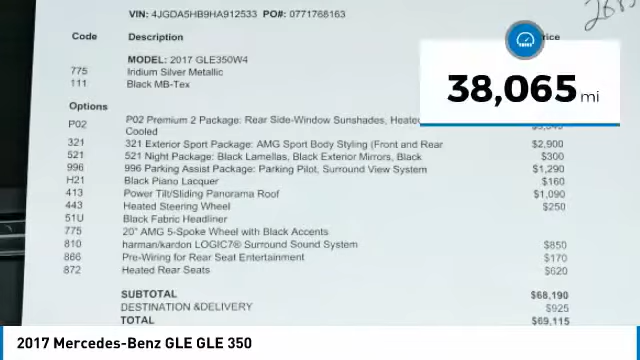 VIN: 4JGDA5HB9HA912533 PO#: 0771768163
Code Description rice
MODEL: 2017 GLE350W4
775 Iridium Silver Metallic
111 Black MB-Tex
38,065 mi
Options
P02 P02 Premium 2 Package: Rear Side-Window Sunshades, Heated
Cooled
321 321 Exterior Sport Package: AMG Sport Body Styling (Front and Rear $2,900
521 521 Night Package: Black Lamellas, Black Exterior Mirrors, Black $300
996 996 Parking Assist Package: Parking Pilot, Surround View System $1,290
H21 Black Piano Lacquer $160
413 Power Tilt/Sliding Panorama Roof $1,090
443 Heated Steering Wheel $250
51U Black Fabric Headliner
775 20" AMG 5-Spoke Wheel with Black Accents
810 harman/kardon LOGIC7® Surround Sound System $850
866 Pre-Wiring for Rear Seat Entertainment $170
872 Heated Rear Seats $620
SUBTOTAL $68,190
DESTINATION &DELIVERY $925
TOTAL $69,115
2017 Mercedes-Benz GLE GLE 350